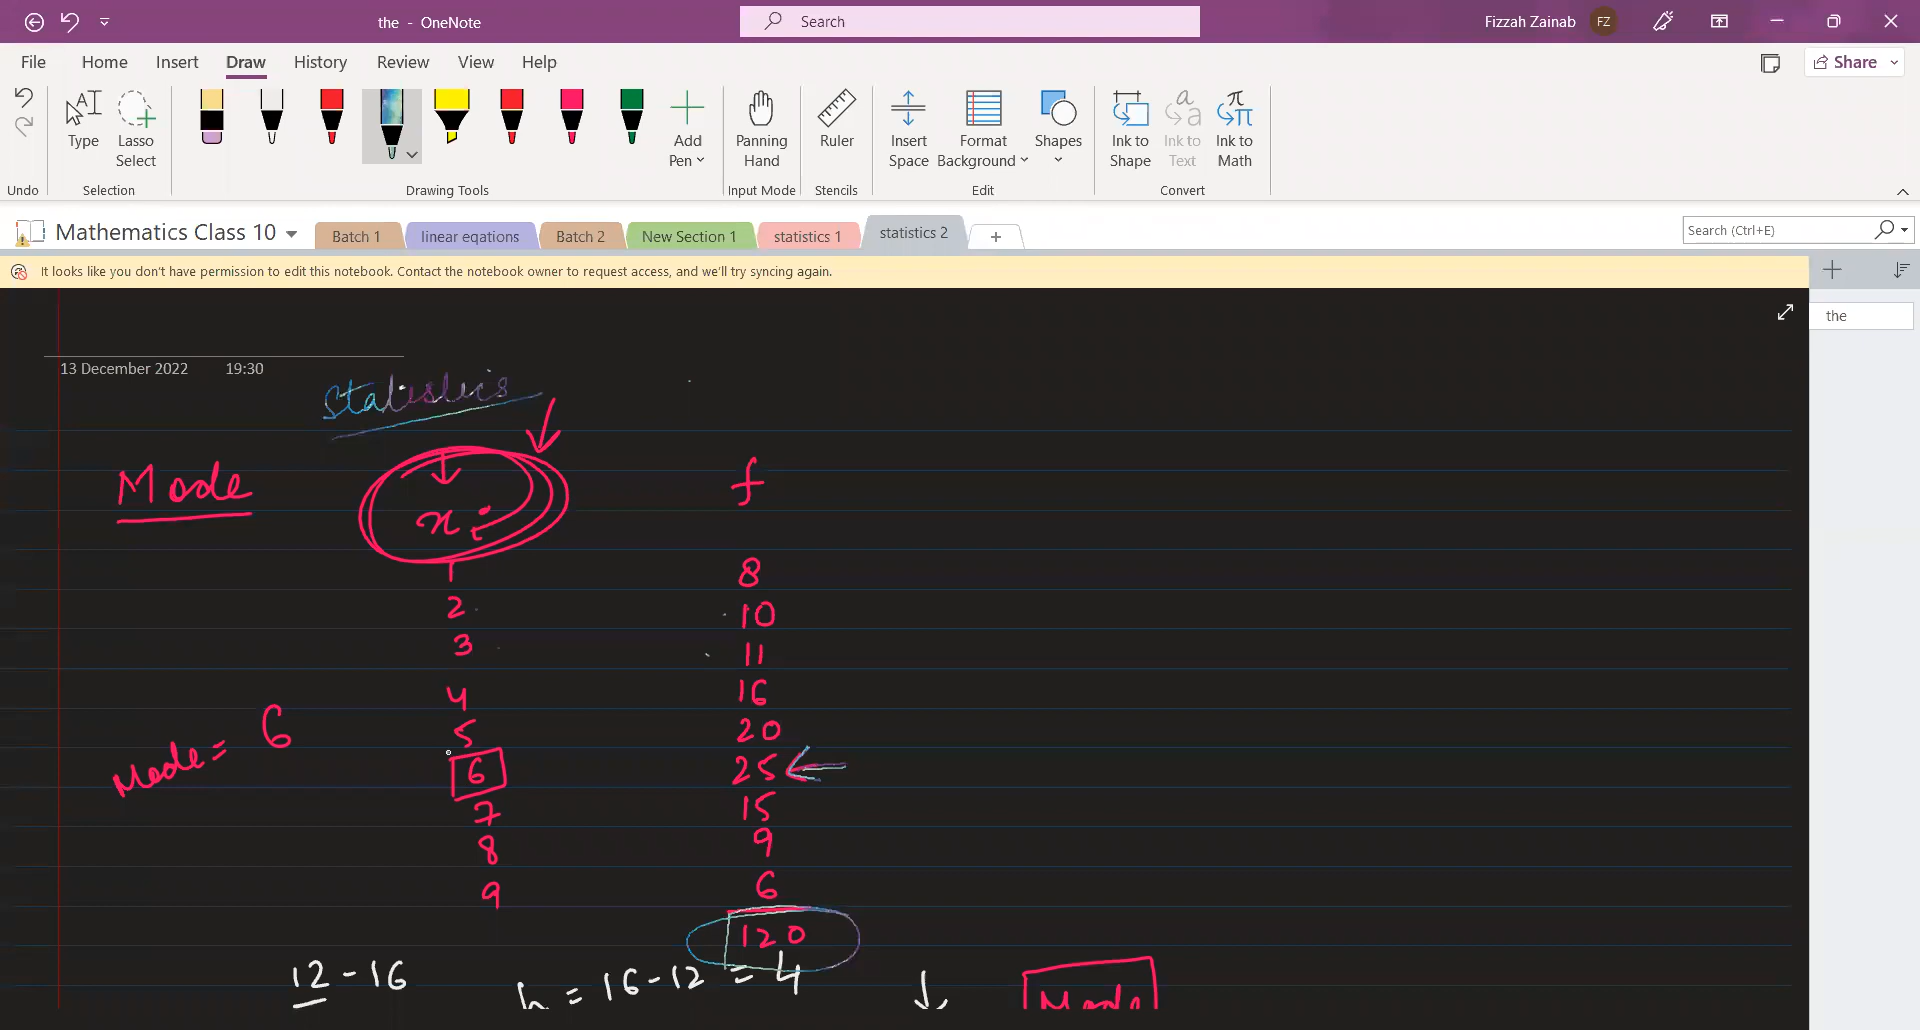 the - OneNote
Search
Fizzah Zainab FZ
File Home Insert Draw History Review View Help
Share
Type
Lasso Select
Add Pen
Panning Hand
Ruler
Insert Space
Format Background
Shapes
Ink to Shape
Ink to Text
Ink to Math
Undo Selection Drawing Tools Input Mode Stencils Edit Convert
Mathematics Class 10
Batch 1 linear eqations Batch 2 New Section 1 statistics 1 statistics 2
Search (Ctrl+E)
It looks like you don't have permission to edit this notebook. Contact the notebook owner to request access, and we'll try syncing again.
the
13 December 2022 19:30
Statistics
Mode
xi f
1 8
2 10
3 11
4 16
5 20
6 25
Mode = 6
7 15
8 9
9 6
120
12 - 16 h = 16 - 12 = 4
Mode